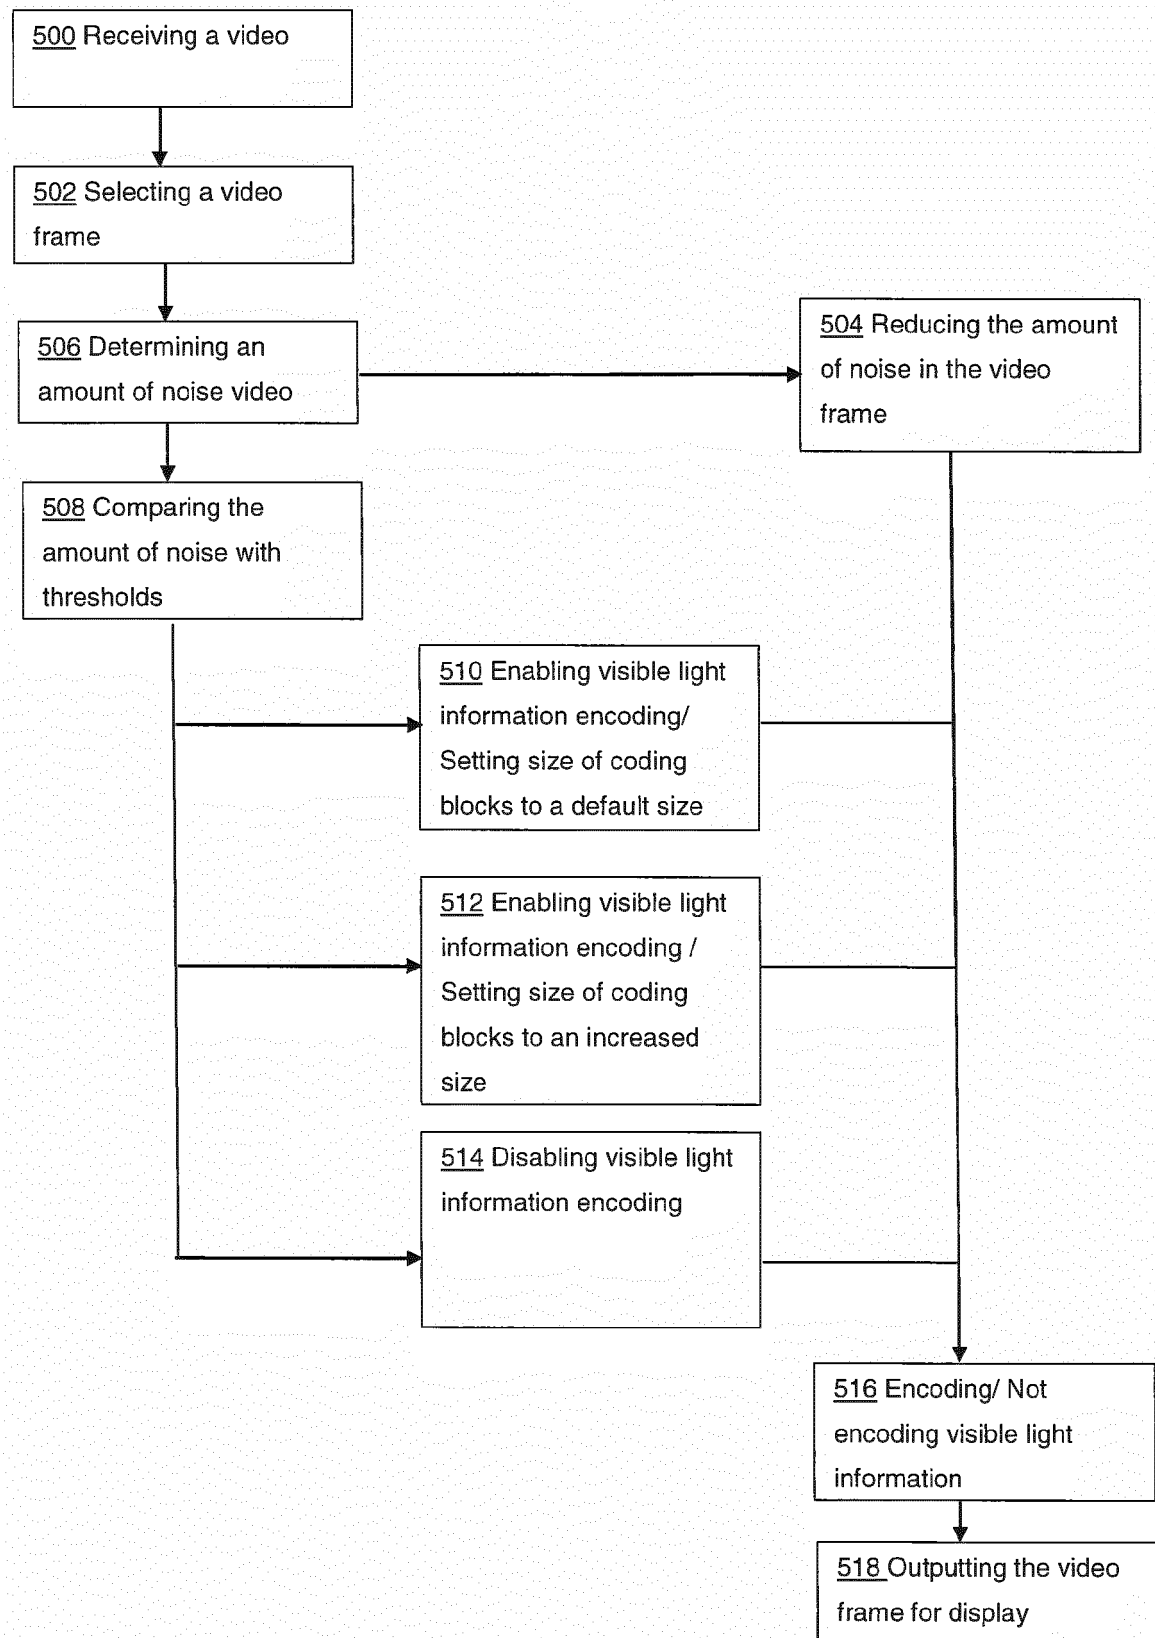 500 Receiving a video
502 Selecting a video
frame
506 Determining an
amount of noise video
504 Reducing the amount
of noise in the video
frame
508 Comparing the
amount of noise with
thresholds
510 Enabling visible light
information encoding/
Setting size of coding
blocks to a default size
512 Enabling visible light
information encoding /
Setting size of coding
blocks to an increased
size
514 Disabling visible light
information encoding
516 Encoding/ Not
encoding visible light
information
518 Outputting the video
frame for display